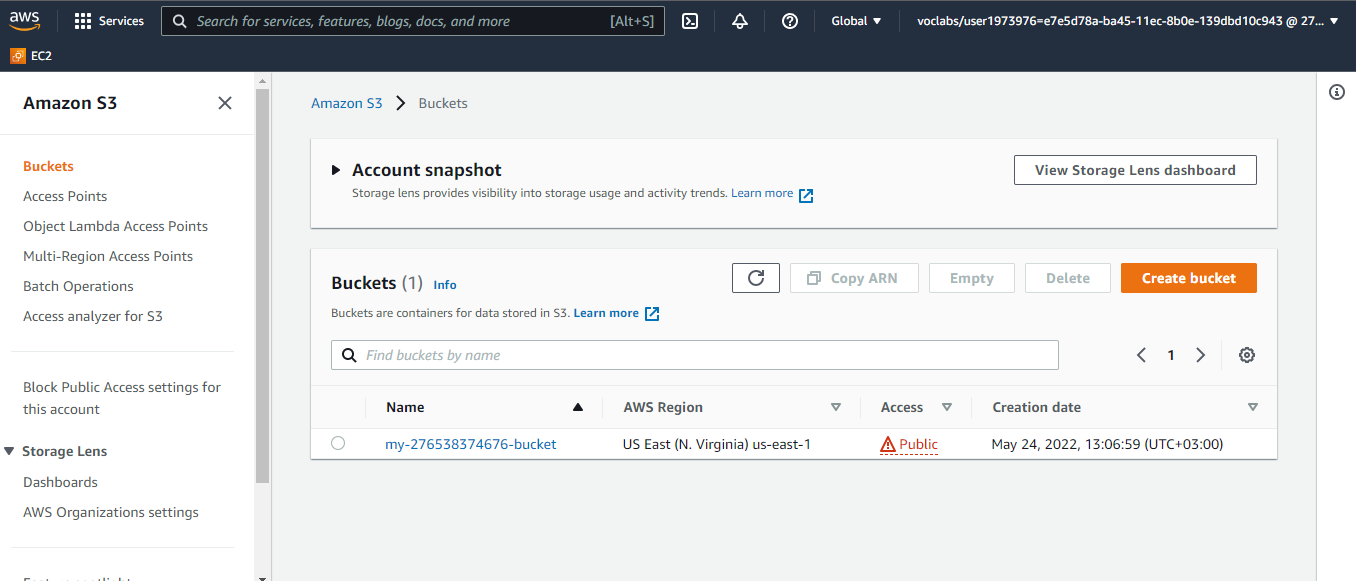 aws
Services
Search for services, features, blogs, docs, and more [Alt+S]
Global
voclabs/user1973976=e7e5d78a-ba45-11ec-8b0e-139dbd10c943 @ 27...
EC2
Amazon S3
Buckets
Access Points
Object Lambda Access Points
Multi-Region Access Points
Batch Operations
Access analyzer for S3
Block Public Access settings for
this account
Storage Lens
Dashboards
AWS Organizations settings
Amazon S3 > Buckets
Account snapshot
Storage lens provides visibility into storage usage and activity trends. Learn more
View Storage Lens dashboard
Buckets (1) Info
Buckets are containers for data stored in S3. Learn more
Copy ARN
Empty
Delete
Create bucket
Find buckets by name
1
Name AWS Region Access Creation date
my-276538374676-bucket US East (N. Virginia) us-east-1 Public May 24, 2022, 13:06:59 (UTC+03:00)